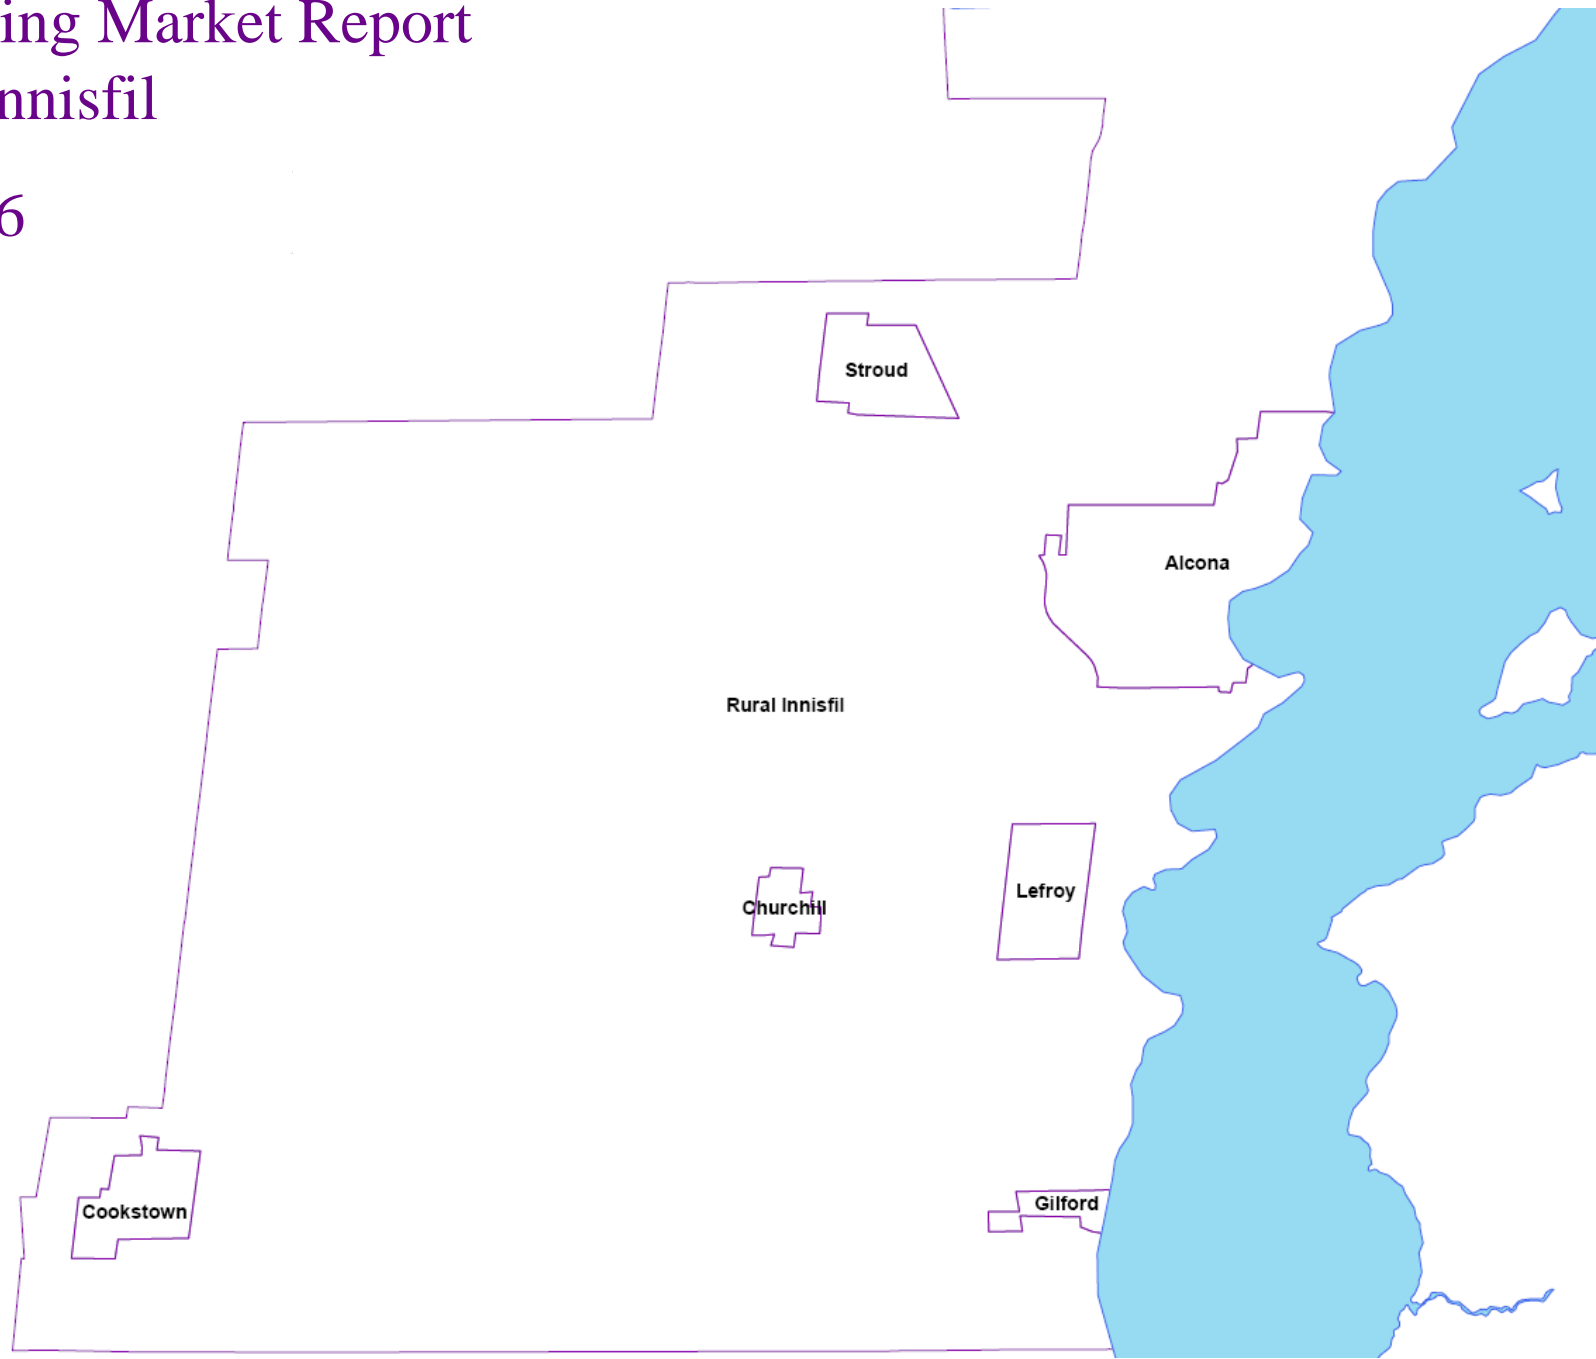 ing Market Report
nnisfil
6
Stroud
Alcona
Rural Innisfil
Lefroy
Churchill
Gilford
Cookstown